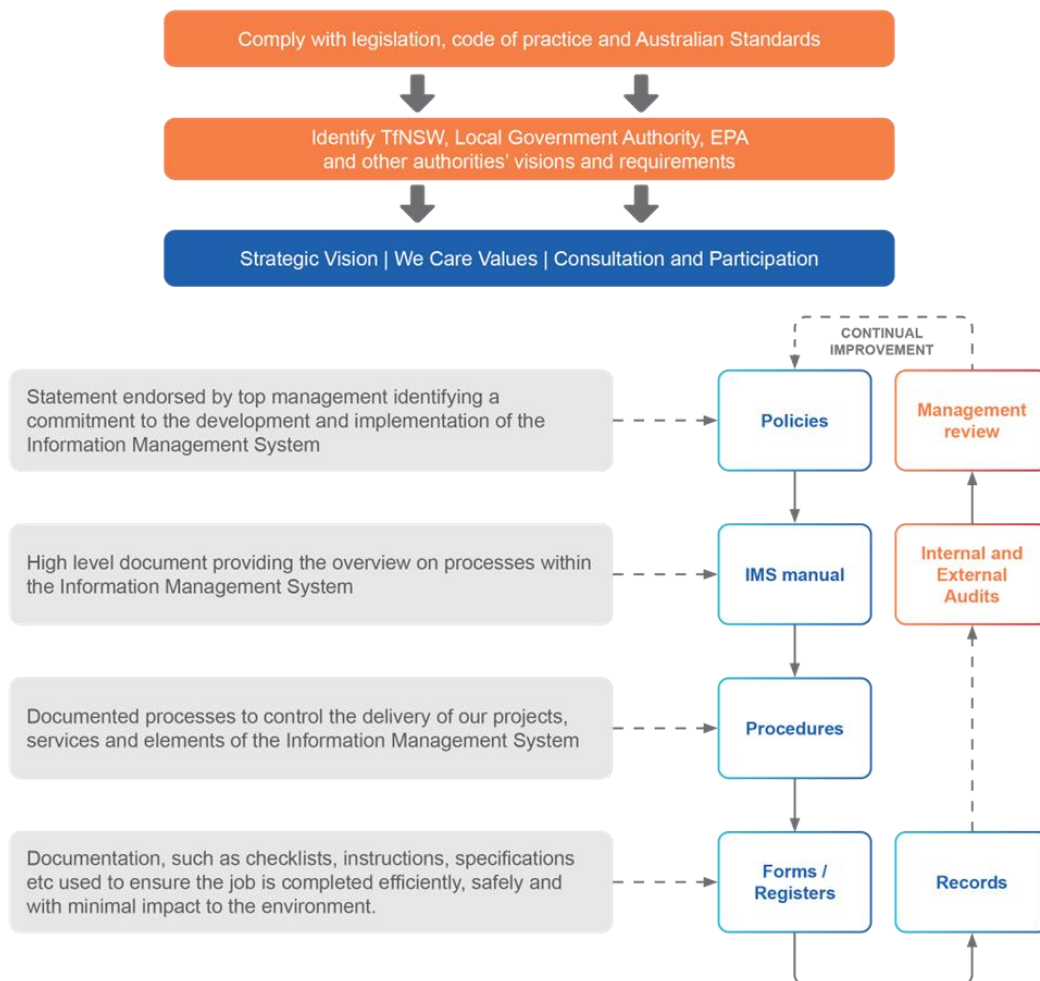 Comply with legislation, code of practice and Australian Standards
Identify TfNSW, Local Government Authority, EPA
and other authorities' visions and requirements
Strategic Vision | We Care Values | Consultation and Participation
CONTINUAL
IMPROVEMENT
Statement endorsed by top management identifying a
commitment to the development and implementation of the
Information Management System
Policies
Management
review
High level document providing the overview on processes within
the Information Management System
IMS manual
Internal and
External
Audits
Documented processes to control the delivery of our projects,
services and elements of the Information Management System
Procedures
Documentation, such as checklists, instructions, specifications
etc used to ensure the job is completed efficiently, safely and
with minimal impact to the environment.
Forms /
Registers
Records